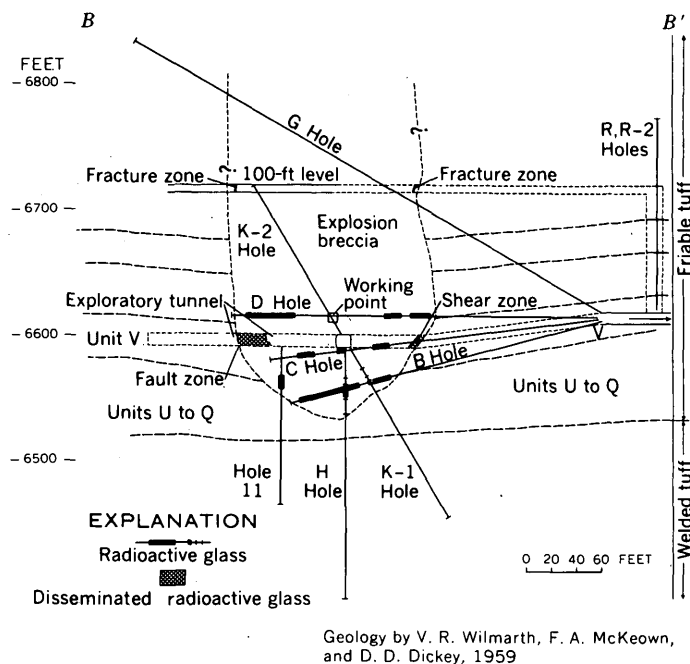 B
B′
FEET
6800
6700
6600
6500
G Hole
R,R-2
Holes
Fracture zone
100-ft level
Fracture zone
?
?
K-2
Hole
Explosion
breccia
Friable tuff
Exploratory tunnel
D Hole
Working
point
Shear zone
Unit V
V
Fault zone
C Hole
B Hole
Units U to Q
Units U to Q
Hole
11
H
Hole
K-1
Hole
Welded tuff
EXPLANATION
Radioactive glass
Disseminated radioactive glass
0 20 40 60 FEET
Geology by V. R. Wilmarth, F. A. McKeown,
and D. D. Dickey, 1959